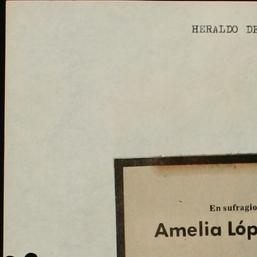 HERALDO DE
En sufragio
Amelia Lóp